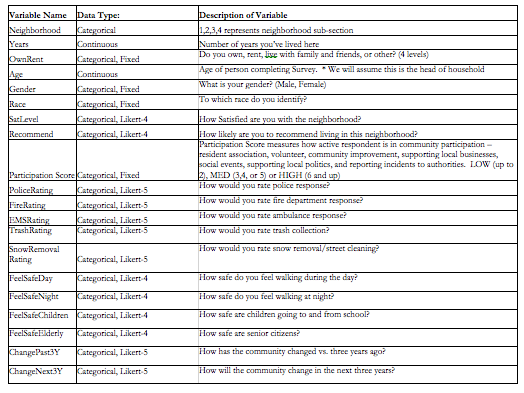 Variable Name Data Type: Description of Variable
Neighborhood Categorical 1,2,3,4 represents neighborhood sub-section
Years Continuous Number of years you've lived here
OwnRent Categorical, Fixed Do you own, rent, live with family and friends, or other? (4 levels)
Age Continuous Age of person completing Survey. * We will assume this is the head of household
Gender Categorical, Fixed What is your gender? (Male, Female)
Race Categorical, Fixed To which race do you identify?
SatLevel Categorical, Likert-4 How Satisfied are you with the neighborhood?
Recommend Categorical, Likert-4 How likely are you to recommend living in this neighborhood?
Participation Score Categorical, Fixed Participation Score measures how active respondent is in community participation –
resident association, volunteer, community improvement, supporting local businesses,
social events, supporting local politics, and reporting incidents to authorities. LOW (up to
2), MED (3,4, or 5) or HIGH (6 and up)
PoliceRating Categorical, Likert-5 How would you rate police response?
FireRating Categorical, Likert-5 How would you rate fire department response?
EMSRating Categorical, Likert-5 How would you rate ambulance response?
TrashRating Categorical, Likert-5 How would you rate trash collection?
SnowRemoval
Rating Categorical, Likert-5 How would you rate snow removal/street cleaning?
FeelSafeDay Categorical, Likert-4 How safe do you feel walking during the day?
FeelSafeNight Categorical, Likert-4 How safe do you feel walking at night?
FeelSafeChildren Categorical, Likert-4 How safe are children going to and from school?
FeelSafeElderly Categorical, Likert-4 How safe are senior citizens?
ChangePast3Y Categorical, Likert-5 How has the community changed vs. three years ago?
ChangeNext3Y Categorical, Likert-5 How will the community change in the next three years?